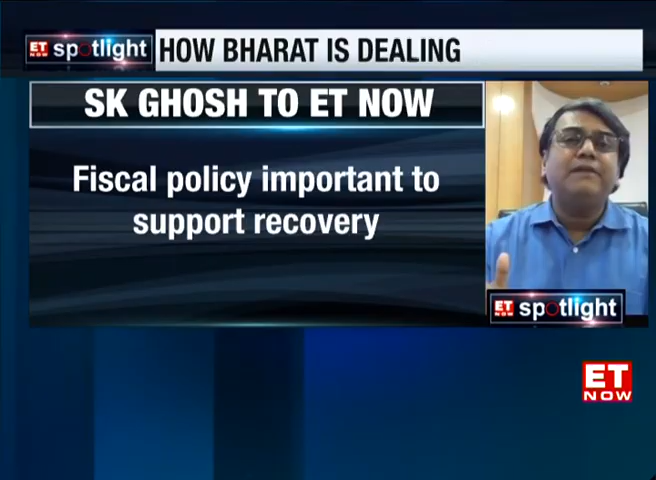 ET NOW spotlight HOW BHARAT IS DEALING
SK GHOSH TO ET NOW
Fiscal policy important to
support recovery
ET NOW spotlight
ET
NOW